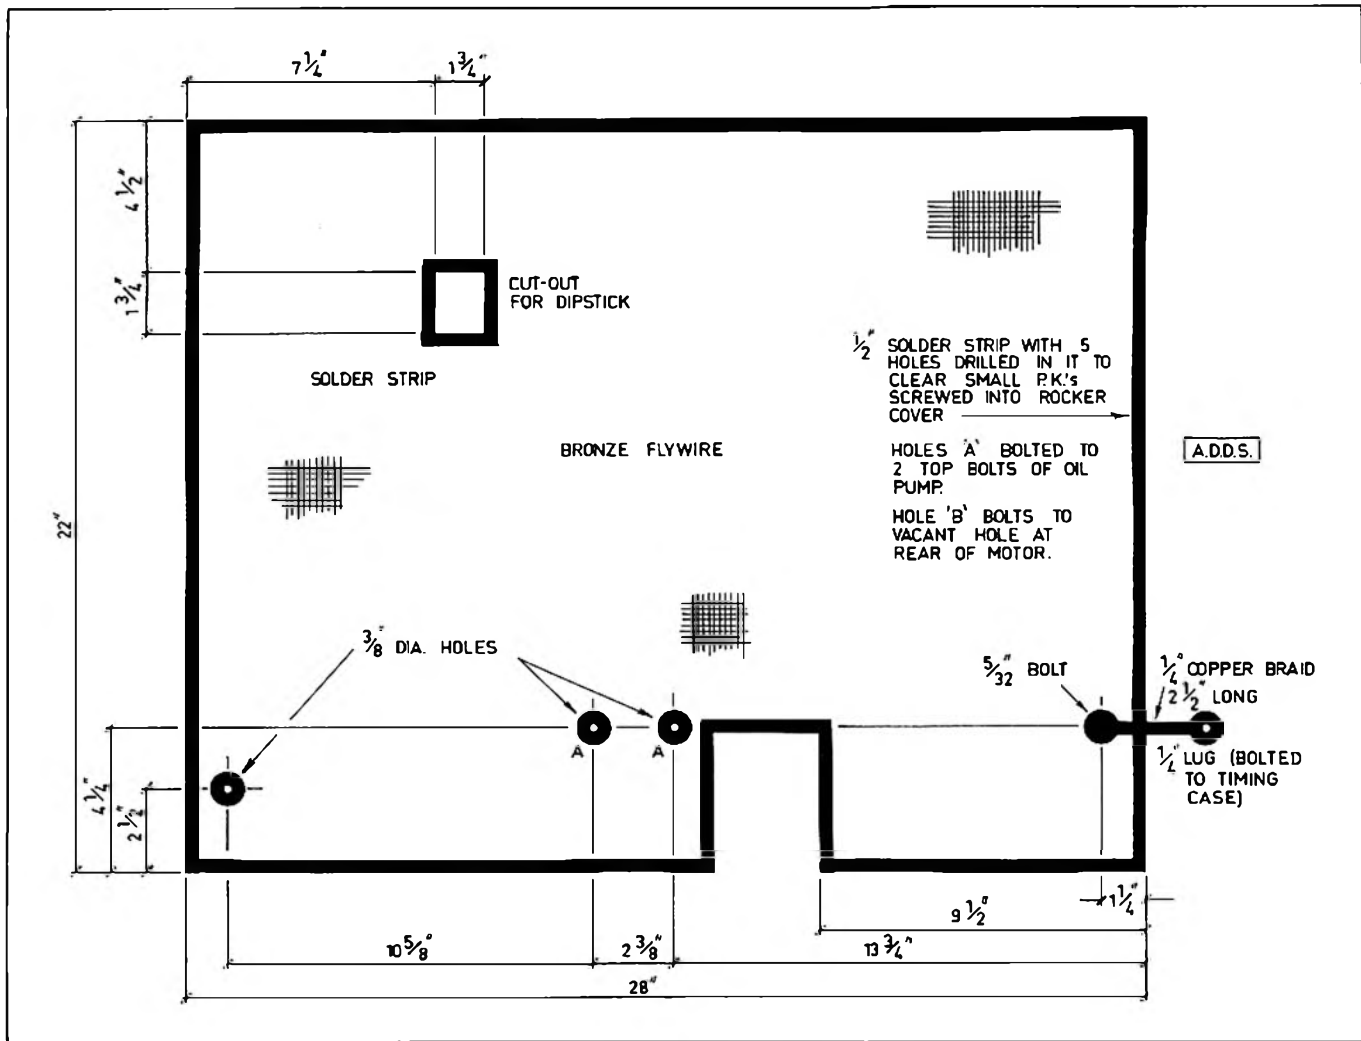 7 1/4"
1 3/4"
4 1/2"
1 3/4"
22"
CUT-OUT
FOR DIPSTICK
SOLDER STRIP
1/2" SOLDER STRIP WITH 5
HOLES DRILLED IN IT TO
CLEAR SMALL P.K.'s
SCREWED INTO ROCKER
COVER
BRONZE FLYWIRE
HOLES 'A' BOLTED TO
2 TOP BOLTS OF OIL
PUMP.
A.D.D.S.
HOLE 'B' BOLTS TO
VACANT HOLE AT
REAR OF MOTOR.
3/8" DIA. HOLES
5/32" BOLT
1/4" COPPER BRAID
2 1/2" LONG
A
A
1/4" LUG (BOLTED
TO TIMING
CASE)
4 1/4"
2 1/2"
1 1/4"
9 1/2"
10 5/8"
2 3/8"
13 3/4"
28"